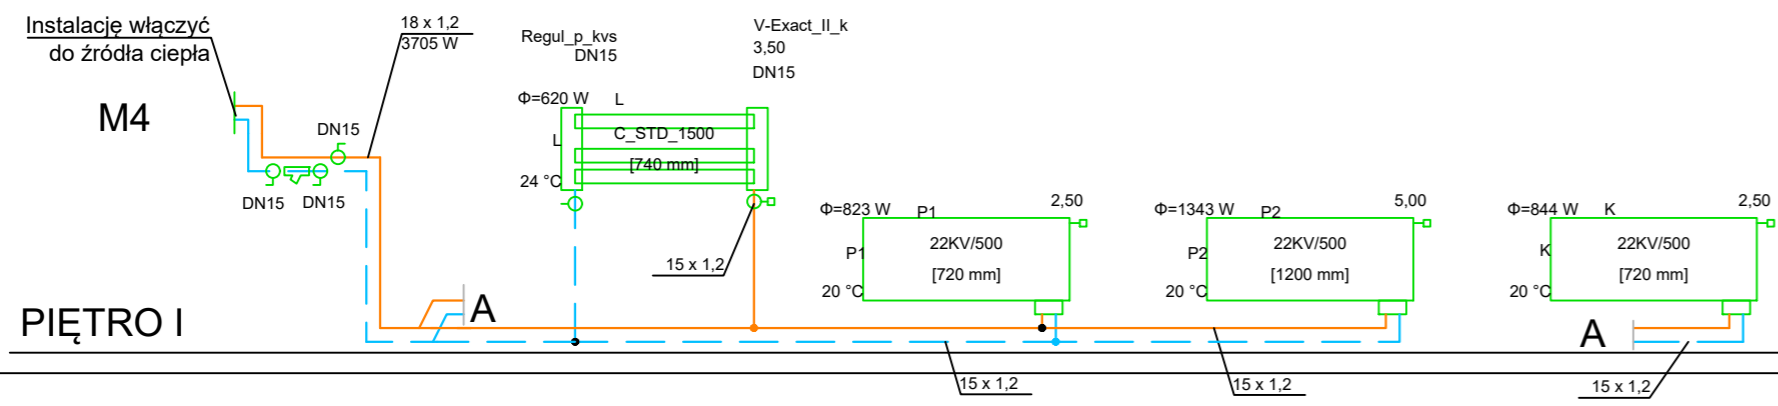 Instalację włączyć
do źródła ciepła
M4
18 x 1,2
3705 W
DN15
DN15
DN15
Regul_p_kvs
DN15
V-Exact_II_k
3,50
DN15
Φ=620 W
L
L
C_STD_1500
[740 mm]
24 °C
15 x 1,2
Φ=823 W
P1
2,50
P1
22KV/500
[720 mm]
20 °C
Φ=1343 W
P2
5,00
P2
22KV/500
[1200 mm]
20 °C
Φ=844 W
K
2,50
K
22KV/500
[720 mm]
20 °C
PIĘTRO I
A
A
15 x 1,2
15 x 1,2
15 x 1,2